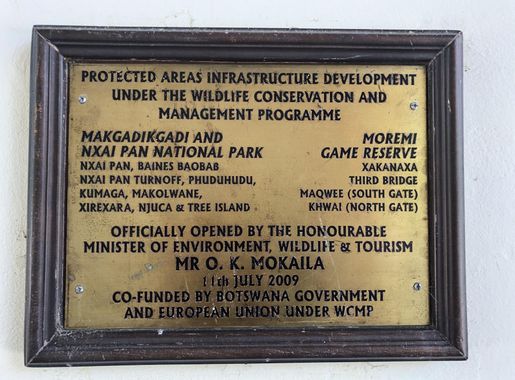 PROTECTED AREAS INFRASTRUCTURE DEVELOPMENT
UNDER THE WILDLIFE CONSERVATION AND
MANAGEMENT PROGRAMME
MAKGADIKGADI AND
NXAI PAN NATIONAL PARK
NXAI PAN, BAINES BAOBAB
NXAI PAN TURNOFF, PHUDUHUDU,
KUMAGA, MAKOLWANE,
XIREXARA, NJUCA & TREE ISLAND
MOREMI
GAME RESERVE
XAKANAXA
THIRD BRIDGE
MAQWEE (SOUTH GATE)
KHWAI (NORTH GATE)
OFFICIALLY OPENED BY THE HONOURABLE
MINISTER OF ENVIRONMENT, WILDLIFE & TOURISM
MR O. K. MOKAILA
11th JULY 2009
CO-FUNDED BY BOTSWANA GOVERNMENT
AND EUROPEAN UNION UNDER WCMP